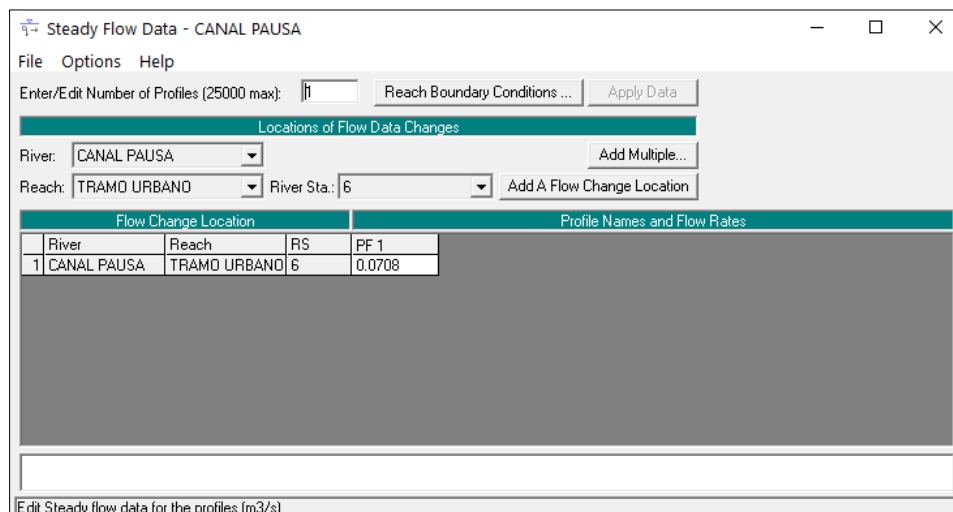 Steady Flow Data - CANAL PAUSA
File Options Help
Enter/Edit Number of Profiles (25000 max): 1 Reach Boundary Conditions ... Apply Data
Locations of Flow Data Changes
River: CANAL PAUSA Add Multiple...
Reach: TRAMO URBANO River Sta.: 6 Add A Flow Change Location
Flow Change Location Profile Names and Flow Rates
River Reach RS PF 1
1 CANAL PAUSA TRAMO URBANO 6 0.0708
Edit Steady flow data for the profiles (m3/s)